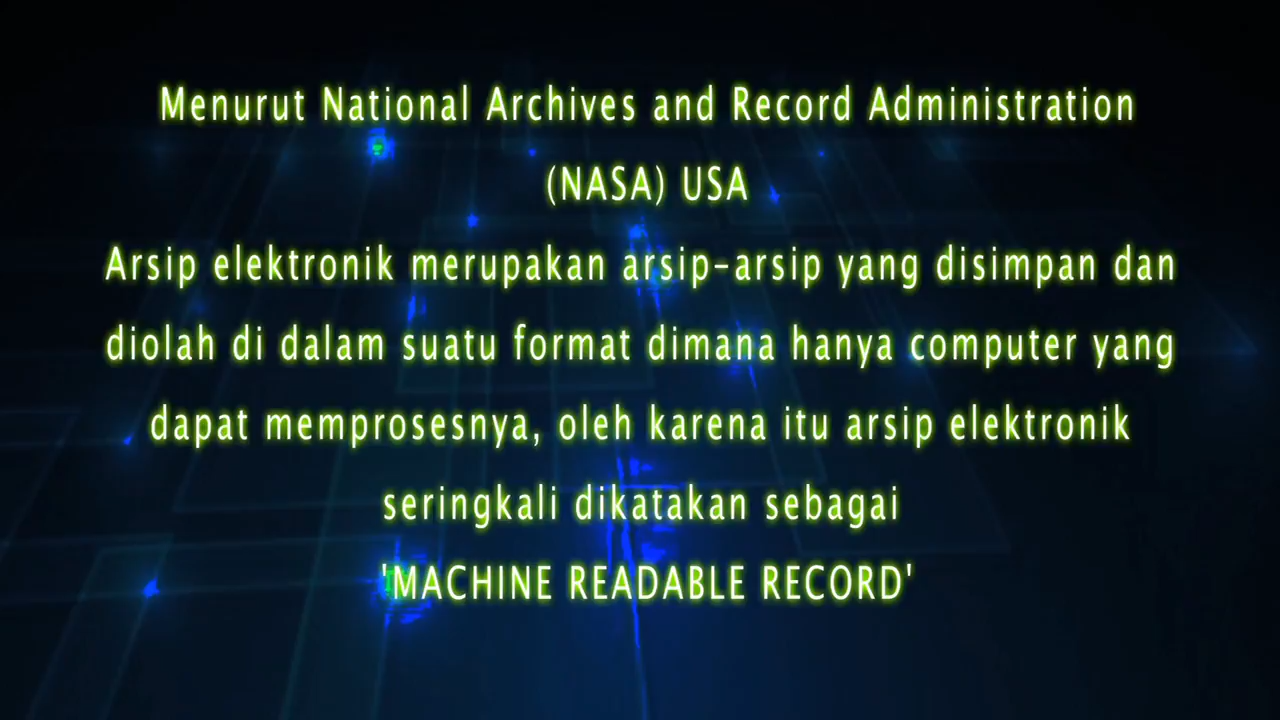 Menurut National Archives and Record Administration
(NASA) USA
Arsip elektronik merupakan arsip-arsip yang disimpan dan
diolah di dalam suatu format dimana hanya computer yang
dapat memprosesnya, oleh karena itu arsip elektronik
seringkali dikatakan sebagai
'MACHINE READABLE RECORD'